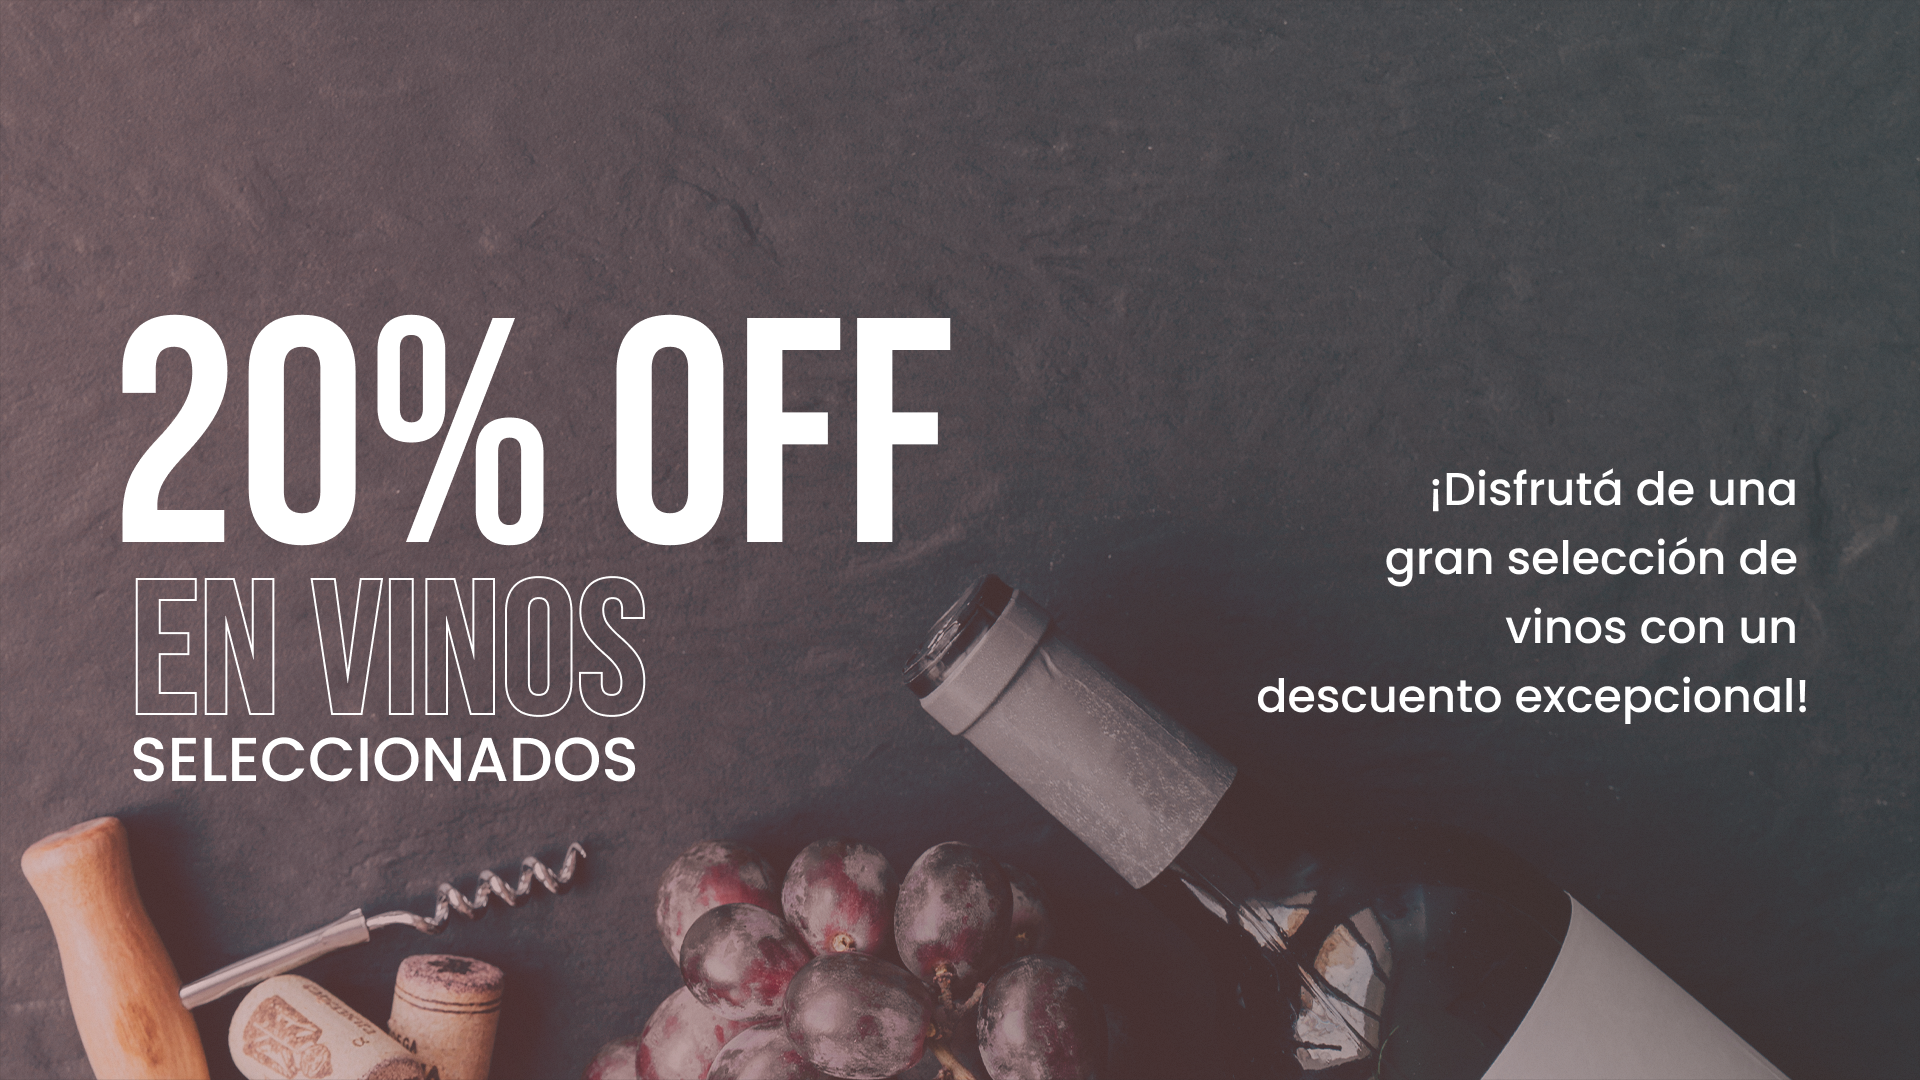 20% OFF
EN VINOS
SELECCIONADOS
¡Disfrutá de una
gran selección de
vinos con un
descuento excepcional!